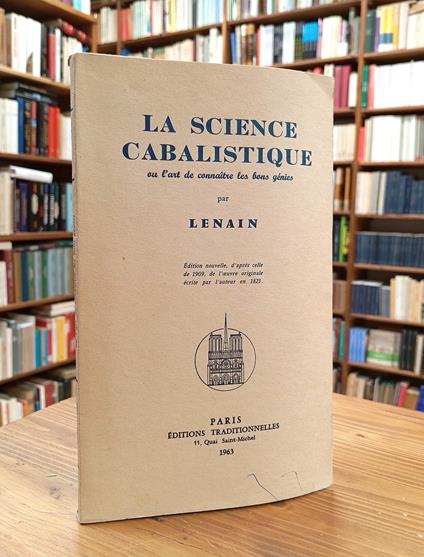 LA SCIENCE
CABALISTIQUE
ou l'art de connaître les bons génies
par
LENAIN
Édition nouvelle, d'après celle
de 1909, de l'œuvre originale
écrite par l'auteur en 1823.
PARIS
ÉDITIONS TRADITIONNELLES
11, Quai Saint-Michel
1963